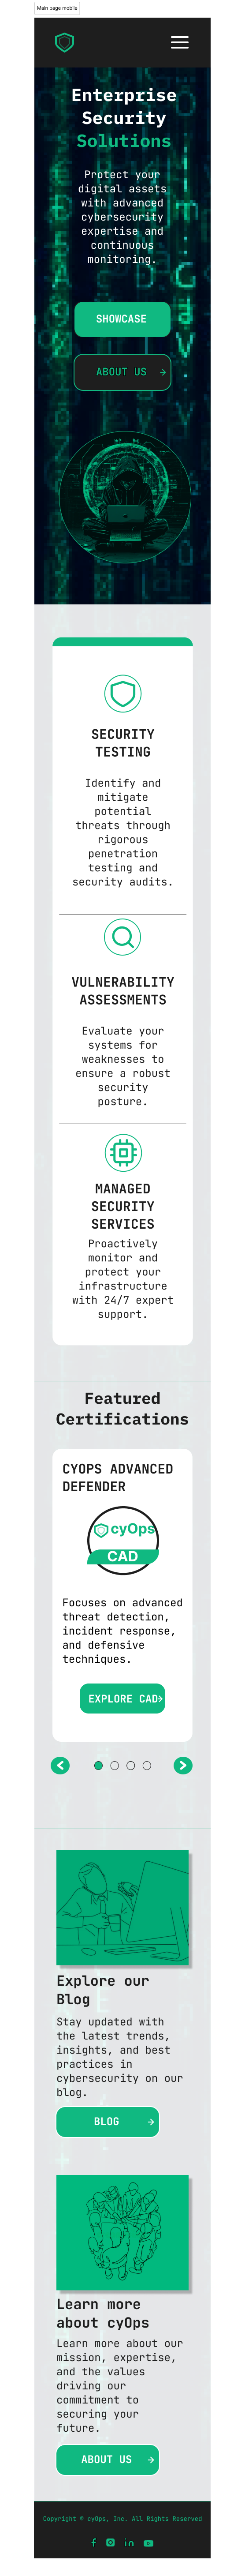 Main page mobile
Enterprise
Security
Solutions
Protect your
digital assets
with advanced
cybersecurity
expertise and
continuous
monitoring.
SHOWCASE
ABOUT US
SECURITY
TESTING
Identify and
mitigate
potential
threats through
rigorous
penetration
testing and
security audits.
VULNERABILITY
ASSESSMENTS
Evaluate your
systems for
weaknesses to
ensure a robust
security
posture.
MANAGED
SECURITY
SERVICES
Proactively
monitor and
protect your
infrastructure
with 24/7 expert
support.
Featured
Certifications
CYOPS ADVANCED
DEFENDER
cyOps
CAD
Focuses on advanced
threat detection,
incident response,
and defensive
techniques.
EXPLORE CAD
Explore our
Blog
Stay updated with
the latest trends,
insights, and best
practices in
cybersecurity on our
blog.
BLOG
Learn more
about cyOps
Learn more about our
mission, expertise,
and the values
driving our
commitment to
securing your
future.
ABOUT US
Copyright © cyOps, Inc. All Rights Reserved